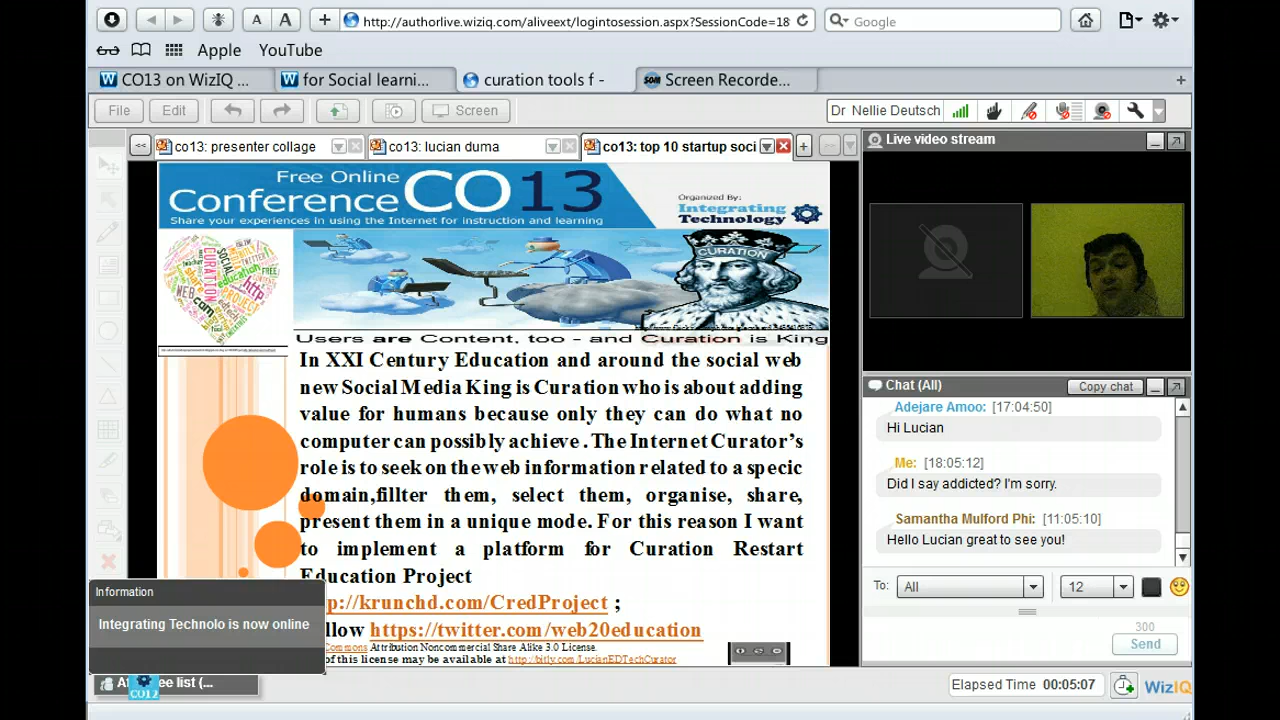 http://authorlive.wiziq.com/aliveext/logintosession.aspx?SessionCode=18
Google
A A
Apple YouTube
CO13 on WizIQ ...
for Social learni...
curation tools f -
Screen Recorde...
File Edit Screen
Dr Nellie Deutsch
<< co13: presenter collage
co13: lucian duma
co13: top 10 startup soci
Live video stream
Free Online
Conference CO13
Share your experiences in using the Internet for instruction and learning
Organized By:
Integrating
Technology
CURATION
Users are Content, too - and Curation is King
In XXI Century Education and around the social web
new Social Media King is Curation who is about adding
value for humans because only they can do what no
computer can possibly achieve . The Internet Curator's
role is to seek on the web information related to a specic
domain,fillter them, select them, organise, share,
present them in a unique mode. For this reason I want
to implement a platform for Curation Restart
Education Project
p://krunchd.com/CredProject ;
llow https://twitter.com/web20education
Commons Attribution Noncommercial Share Alike 3.0 License.
of this license may be available at http://bitly.com/LucianEDTechCurator
Information
Integrating Technolo is now online
ee list (...
CO12
Chat (All)
Copy chat
Adejare Amoo: [17:04:50]
Hi Lucian
Me: [18:05:12]
Did I say addicted? I'm sorry.
Samantha Mulford Phi: [11:05:10]
Hello Lucian great to see you!
To: All 12
300
Send
Elapsed Time 00:05:07
WizIQ